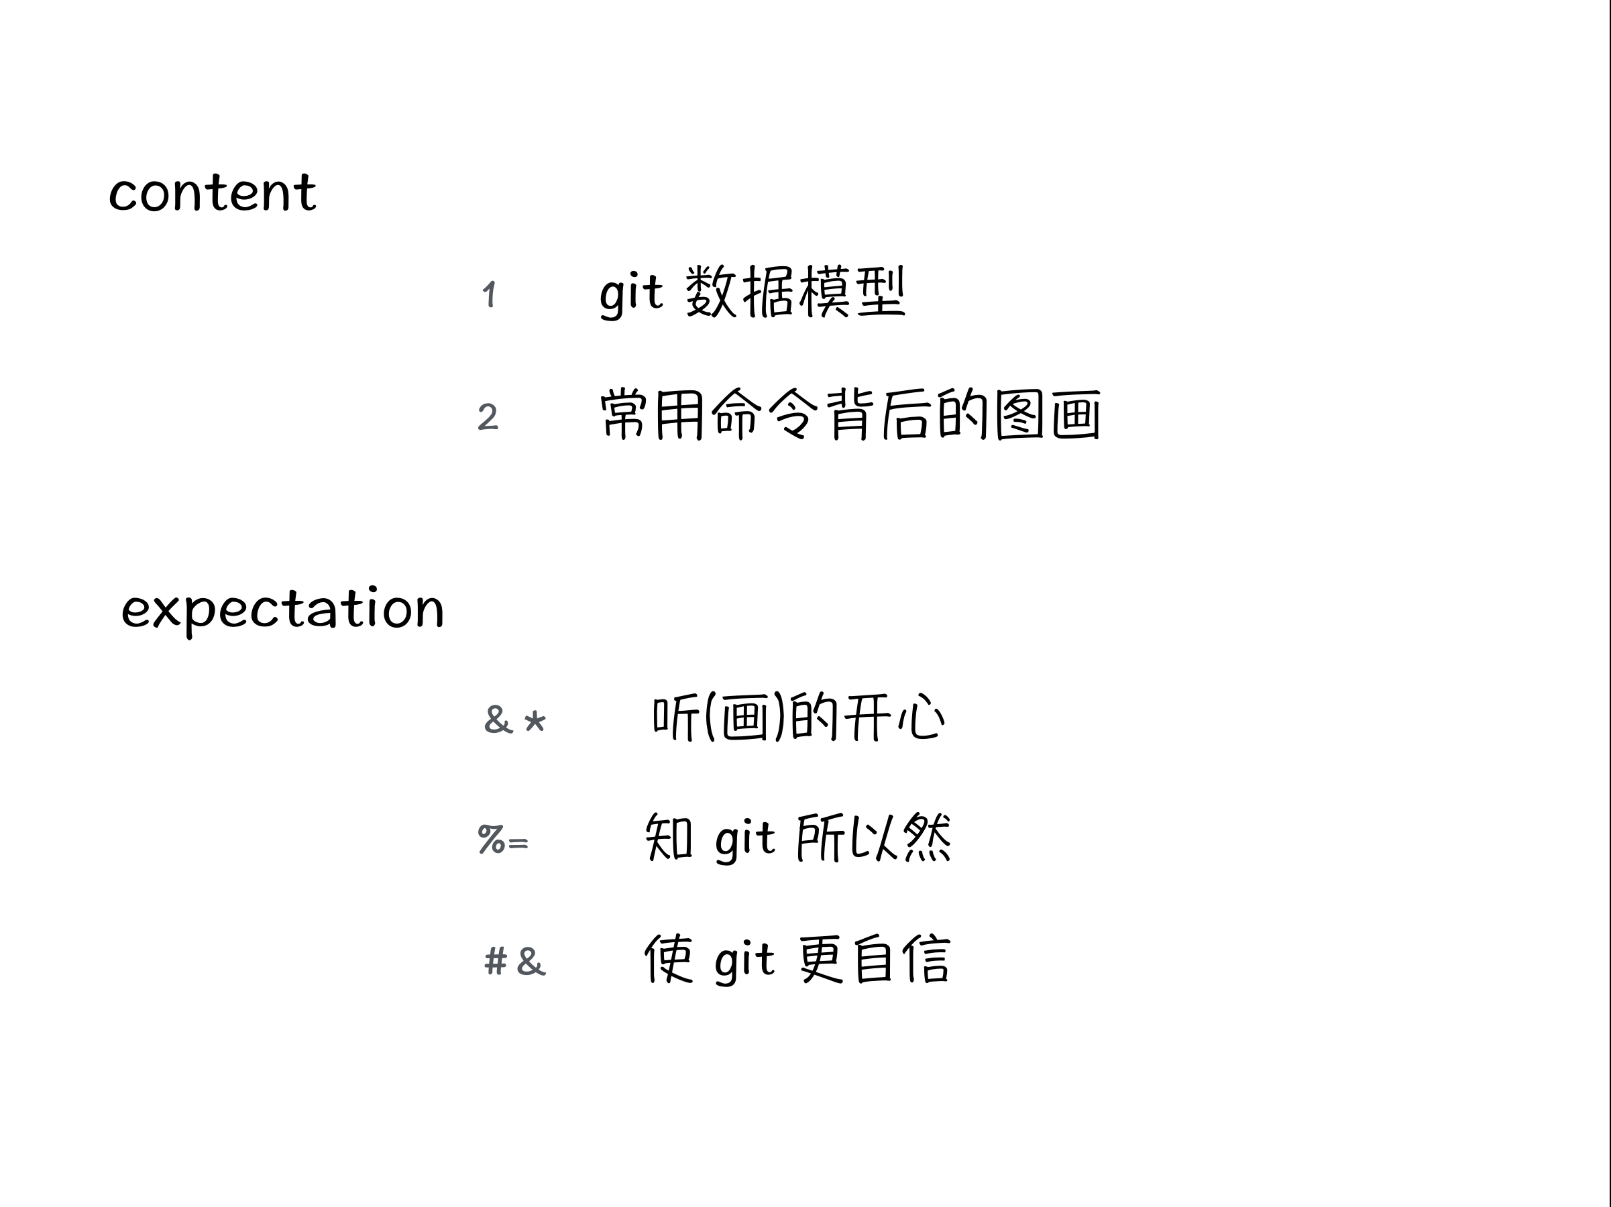 content
1 git 数据模型
2 常用命令背后的图画
expectation
& * 听(画)的开心
%= 知 git 所以然
# & 使 git 更自信